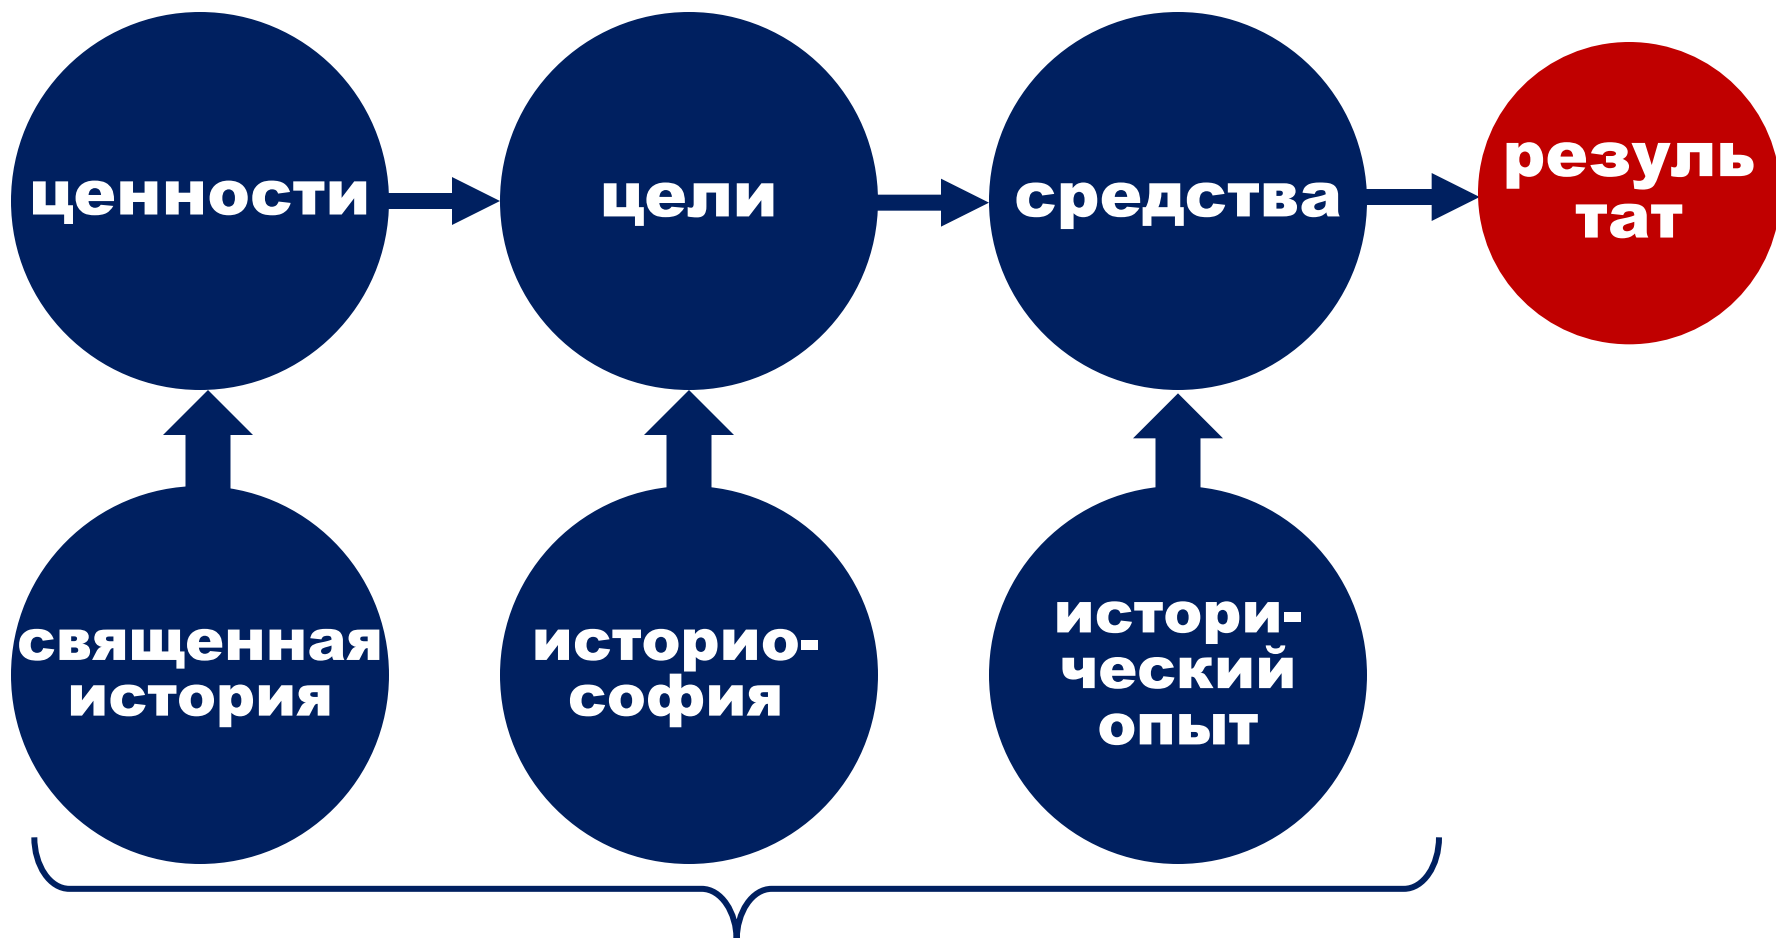 ценности
цели
средства
резуль
тат
священная
история
историо-
софия
истори-
ческий
опыт